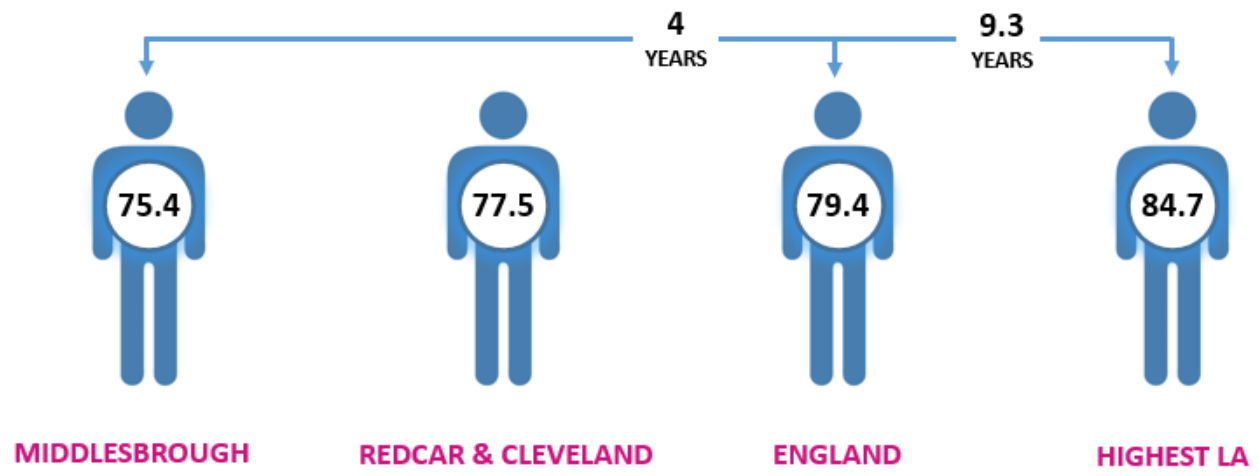 4
YEARS
9.3
YEARS
75.4
77.5
79.4
84.7
MIDDLESBROUGH
REDCAR & CLEVELAND
ENGLAND
HIGHEST LA